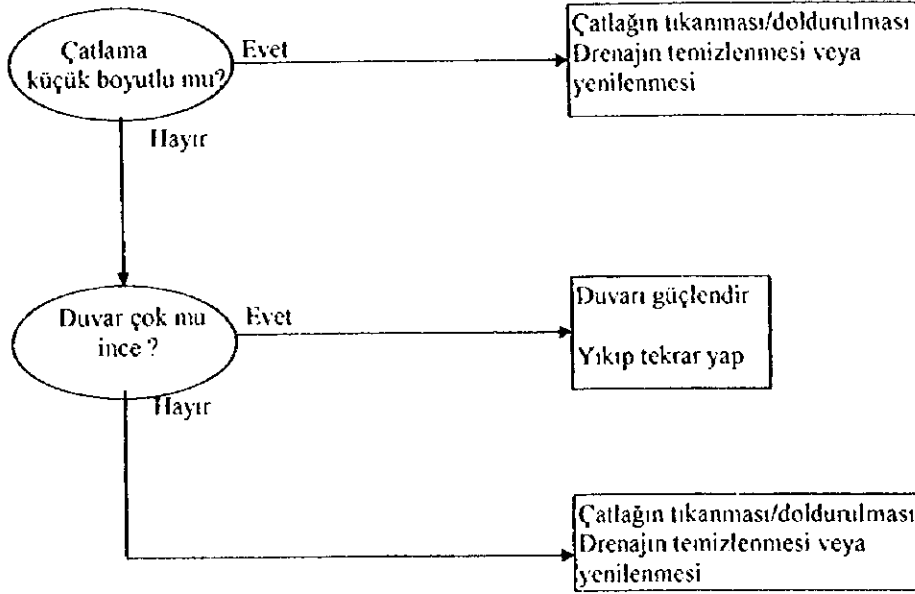 Çatlama
küçük boyutlu mu?
Evet
Çatlağın tıkanması/doldurulması
Drenajın temizlenmesi veya
yenilenmesi
Hayır
Duvar çok mu
ince ?
Evet
Duvarı güçlendir
Yıkıp tekrar yap
Hayır
Çatlağın tıkanması/doldurulması
Drenajın temizlenmesi veya
yenilenmesi